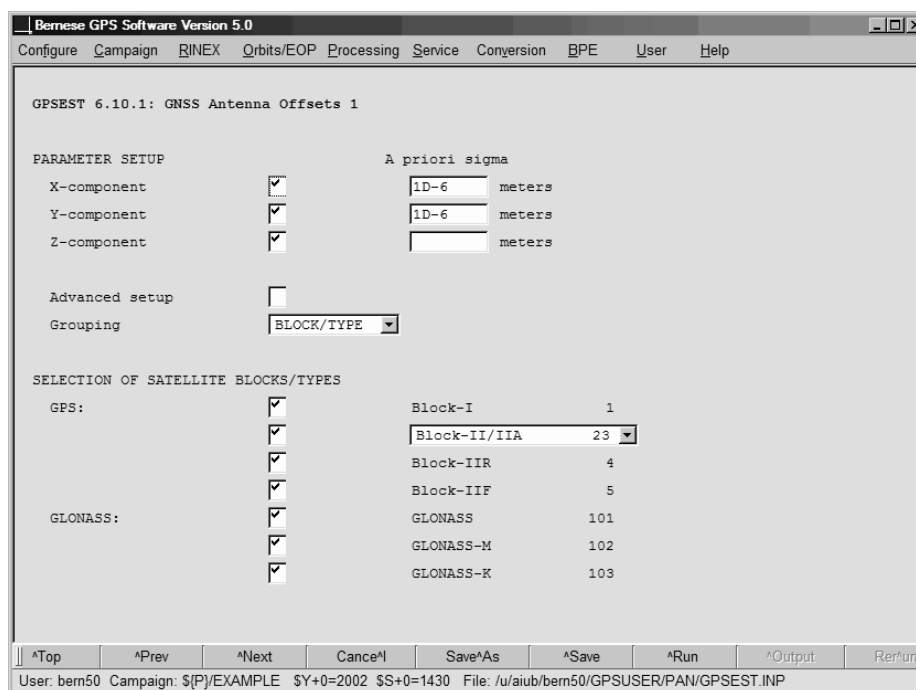 Bernese GPS Software Version 5.0
Configure Campaign RINEX Orbits/EOP Processing Service Conversion BPE User Help
GPSEST 6.10.1: GNSS Antenna Offsets 1
PARAMETER SETUP A priori sigma
X-component 1D-6 meters
Y-component 1D-6 meters
Z-component meters
Advanced setup
Grouping BLOCK/TYPE
SELECTION OF SATELLITE BLOCKS/TYPES
GPS: Block-I 1
Block-II/IIA 23
Block-IIR 4
Block-IIF 5
GLONASS: GLONASS 101
GLONASS-M 102
GLONASS-K 103
^Top ^Prev ^Next Cance^l Save^As ^Save ^Run ^Output Rer^un
User: bern50 Campaign: ${P}/EXAMPLE $Y+0=2002 $S+0=1430 File: /u/aiub/bern50/GPSUSER/PAN/GPSEST.INP